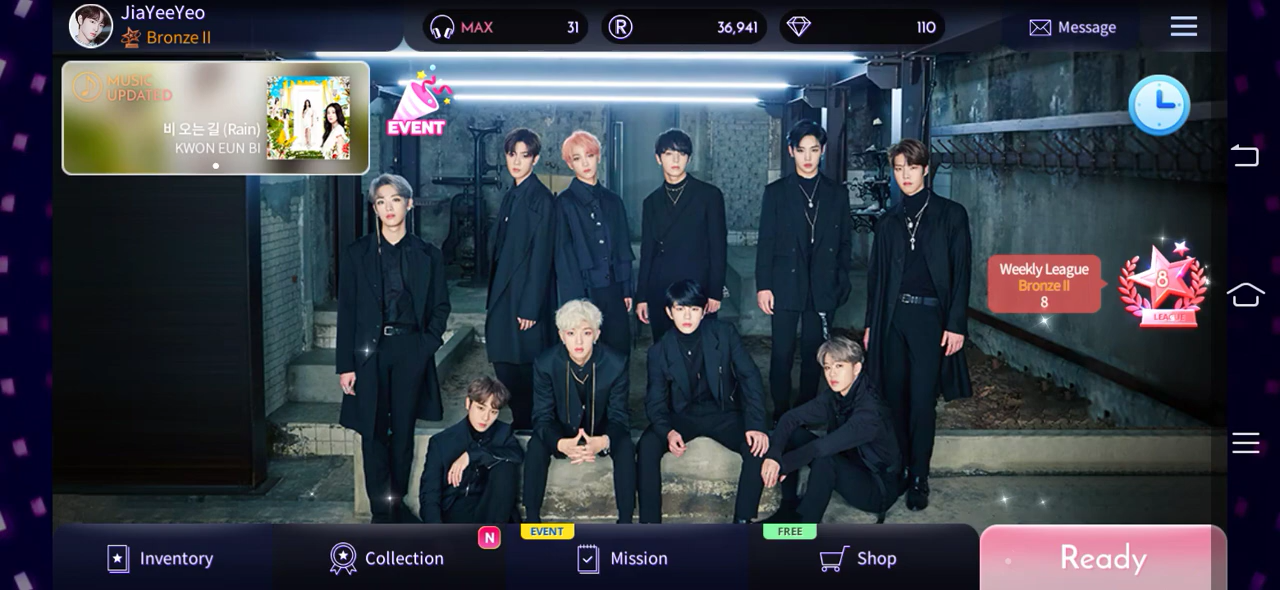 JiaYeeYeo
Bronze II
MAX 31
R 36,941
110
Message
MUSIC
UPDATED
비 오는 길 (Rain)
KWON EUN BI
EVENT
Weekly League
Bronze II
8
8
LEAGUE
Inventory
Collection
N
EVENT
Mission
FREE
Shop
Ready